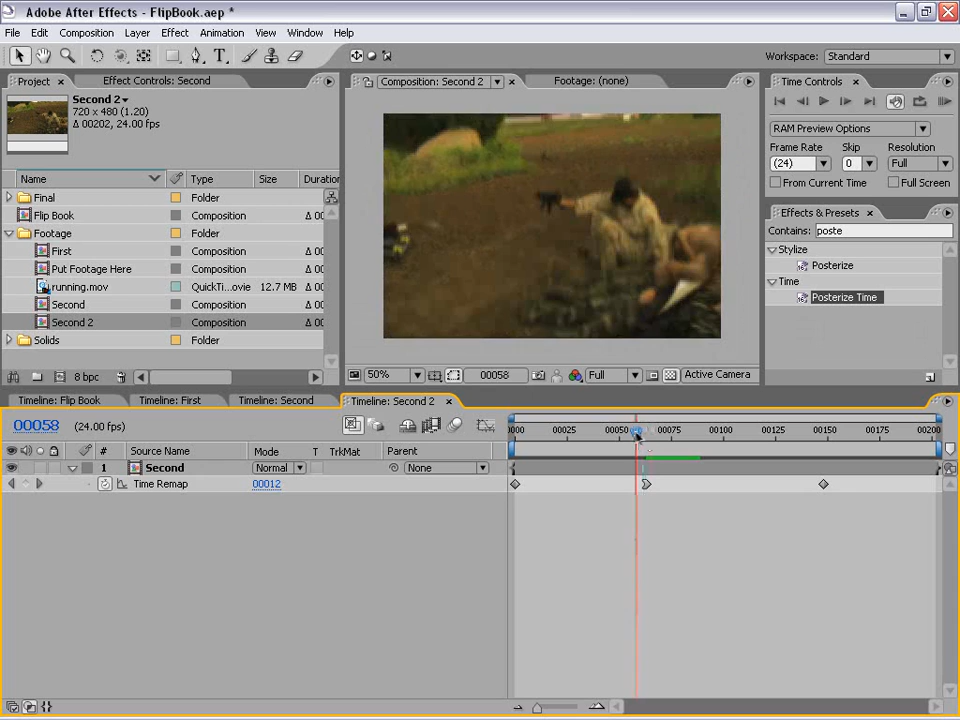 Adobe After Effects - FlipBook.aep *
File Edit Composition Layer Effect Animation View Window Help
Workspace: Standard
Project × Effect Controls: Second
Composition: Second 2 × Footage: (none)
Time Controls ×
Second 2
720 x 480 (1.20)
Δ 00202, 24.00 fps
RAM Preview Options
Frame Rate Skip Resolution
(24) 0 Full
From Current Time Full Screen
Name Type Size Duratio
Final Folder
Flip Book Composition Δ 00
Footage Folder
First Composition Δ 00
Put Footage Here Composition Δ 00
running.mov QuickTi...ovie 12.7 MB Δ 00
Second Composition Δ 00
Second 2 Composition Δ 00
Solids Folder
8 bpc
Effects & Presets ×
Contains: poste
Stylize
Posterize
Time
Posterize Time
50% 00058 Full Active Camera
Timeline: Flip Book Timeline: First Timeline: Second Timeline: Second 2 ×
00058 (24.00 fps)
0000 00025 00050 00075 00100 00125 00150 00175 00200
# Source Name Mode T TrkMat Parent
1 Second Normal None
Time Remap 00012